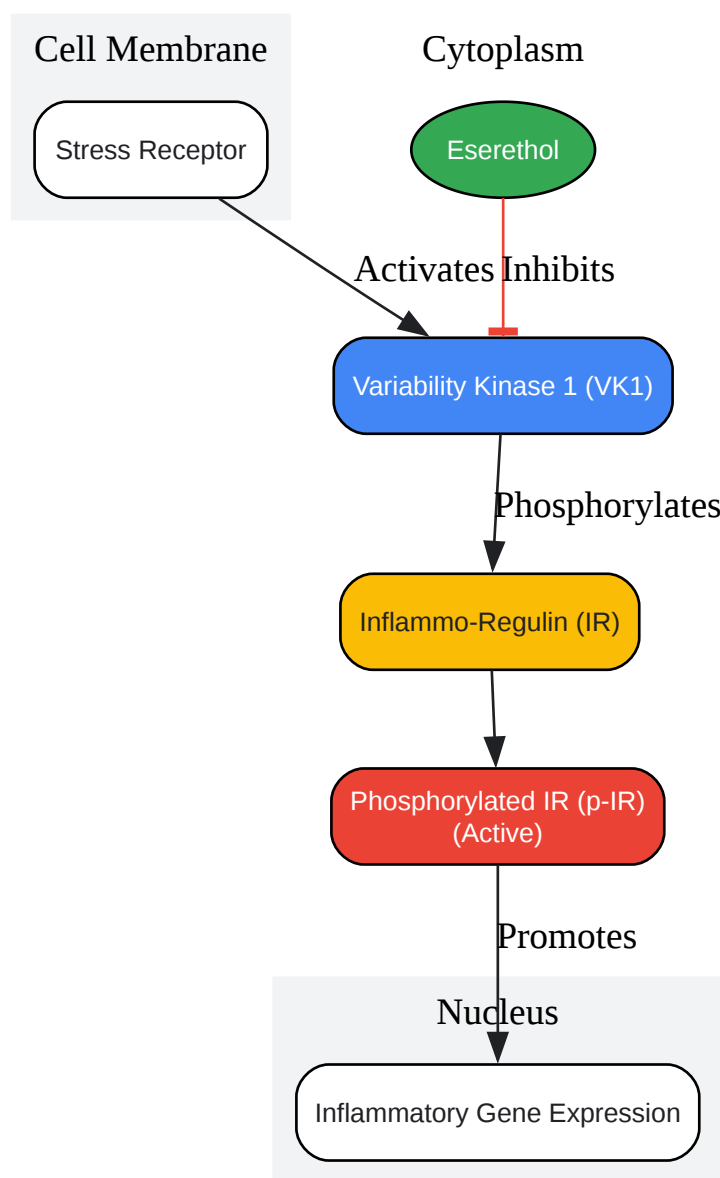 Cell Membrane
Cytoplasm
Stress Receptor
Eserethol
Activates
Inhibits
Variability Kinase 1 (VK1)
Phosphorylates
Inflammo-Regulin (IR)
Phosphorylated IR (p-IR)
(Active)
Promotes
Nucleus
Inflammatory Gene Expression